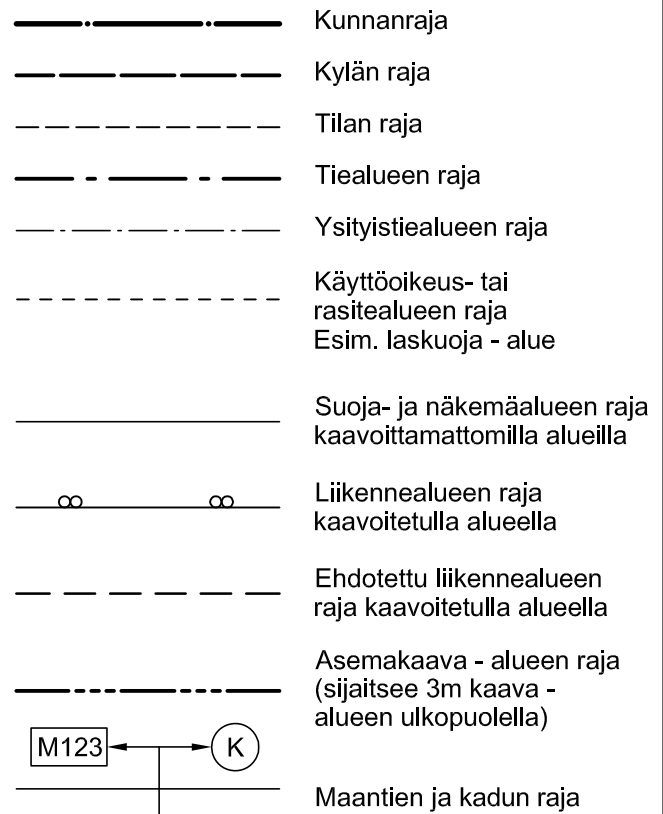 Kunnanraja
Kylän raja
Tilan raja
Tiealueen raja
Ysityistiealueen raja
Käyttöoikeus- tai
rasitealueen raja
Esim. laskuoja - alue
Suoja- ja näkemäalueen raja
kaavoittamattomilla alueilla
Liikennealueen raja
kaavoitetulla alueella
Ehdotettu liikennealueen
raja kaavoitetulla alueella
Asemakaava - alueen raja
(sijaitsee 3m kaava -
alueen ulkopuolella)
M123 K
Maantien ja kadun raja